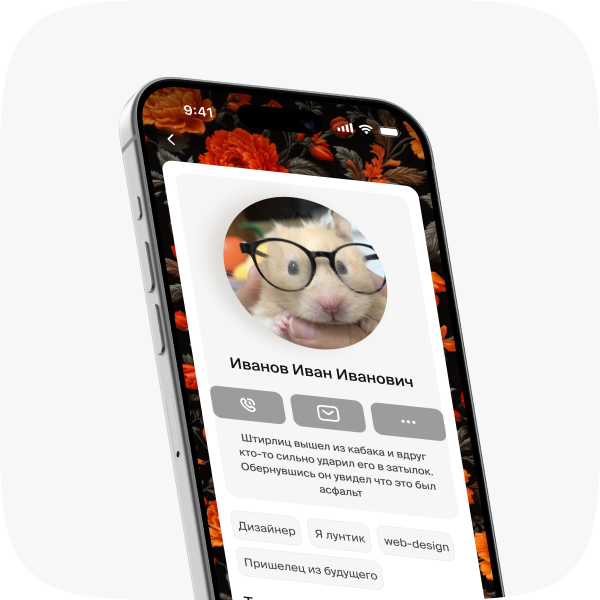 9:41
Иванов Иван Иванович
Штирлиц вышел из кабака и вдруг
кто-то сильно ударил его в затылок.
Обернувшись он увидел что это был
асфальт
Дизайнер
Я лунтик
web-design
Пришелец из будущего